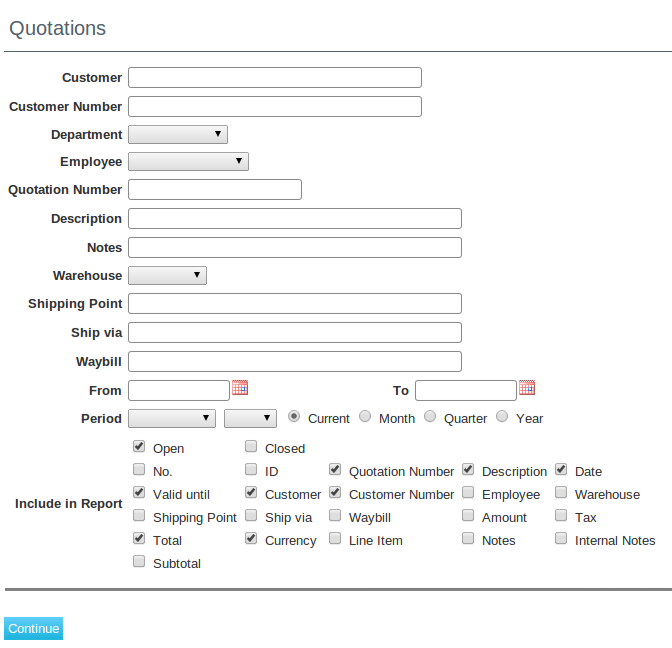 Quotations
Customer
Customer Number
Department
Employee
Quotation Number
Description
Notes
Warehouse
Shipping Point
Ship via
Waybill
From To
Period Current Month Quarter Year
Open Closed
No. ID Quotation Number Description Date
Valid until Customer Customer Number Employee Warehouse
Include in Report
Shipping Point Ship via Waybill Amount Tax
Total Currency Line Item Notes Internal Notes
Subtotal
Continue